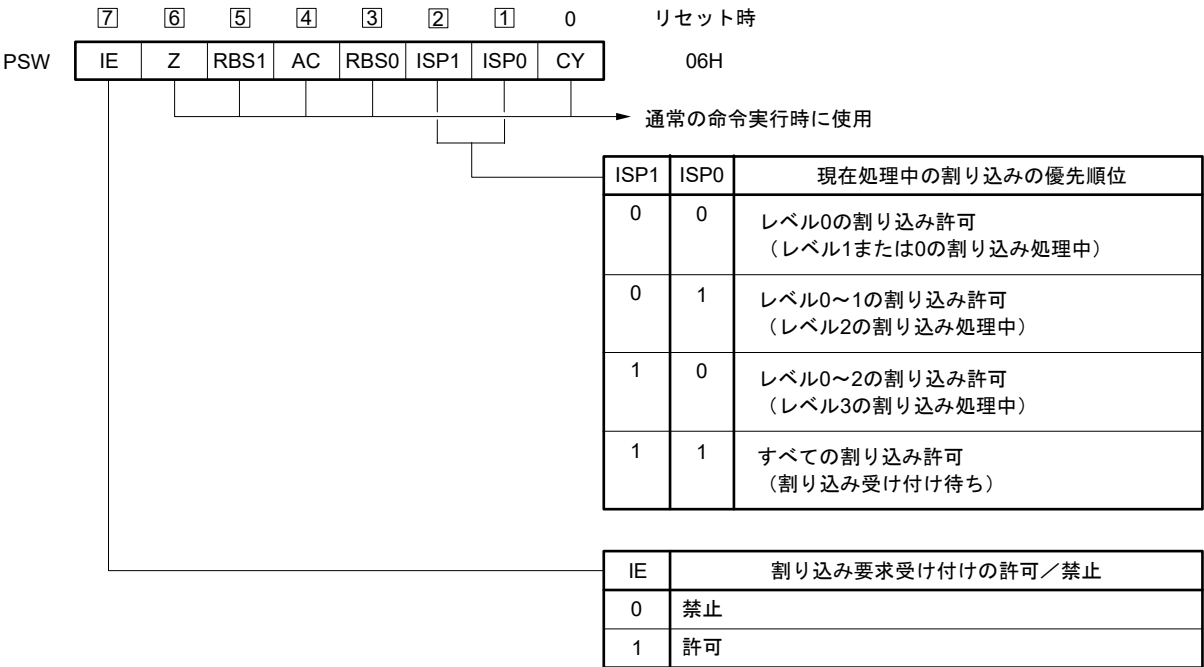 7 6 5 4 3 2 1 0 リセット時
PSW IE Z RBS1 AC RBS0 ISP1 ISP0 CY 06H
通常の命令実行時に使用
ISP1 ISP0 現在処理中の割り込みの優先順位
0 0 レベル0の割り込み許可
（レベル1または0の割り込み処理中）
0 1 レベル0～1の割り込み許可
（レベル2の割り込み処理中）
1 0 レベル0～2の割り込み許可
（レベル3の割り込み処理中）
1 1 すべての割り込み許可
（割り込み受け付け待ち）
IE 割り込み要求受け付けの許可／禁止
0 禁止
1 許可